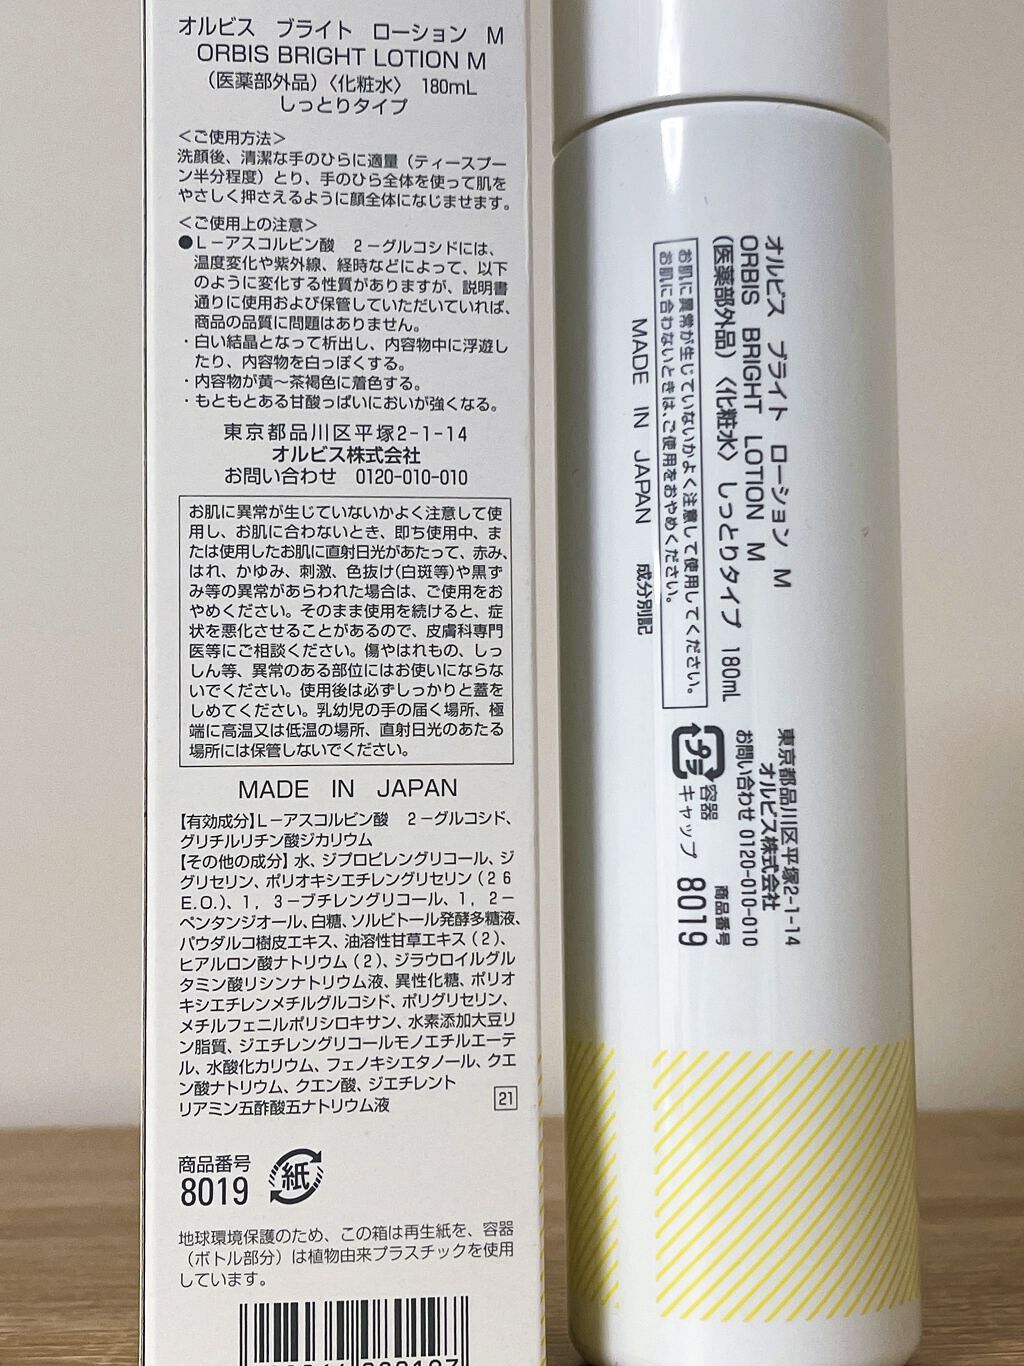 オルビス ブライト ローション M
ORBIS BRIGHT LOTION M
（医薬部外品）〈化粧水〉 180mL
しっとりタイプ
＜ご使用方法＞
洗顔後、清潔な手のひらに適量（ティースプー
ン半分程度）とり、手のひら全体を使って肌を
やさしく押さえるように顔全体になじませます。
＜ご使用上の注意＞
●L－アスコルビン酸 2－グルコシドには、
温度変化や紫外線、経時などによって、以下
のように変化する性質がありますが、説明書
通りに使用および保管していただいていれば、
商品の品質に問題はありません。
・白い結晶となって析出し、内容物中に浮遊し
たり、内容物を白っぽくする。
・内容物が黄～茶褐色に着色する。
・もともとある甘酸っぱいにおいが強くなる。
東京都品川区平塚2-1-14
オルビス株式会社
お問い合わせ 0120-010-010
お肌に異常が生じていないかよく注意して使
用し、お肌に合わないとき、即ち使用中、ま
たは使用したお肌に直射日光があたって、赤み、
はれ、かゆみ、刺激、色抜け(白斑等)や黒ず
み等の異常があらわれた場合は、ご使用をお
やめください。そのまま使用を続けると、症
状を悪化させることがあるので、皮膚科専門
医等にご相談ください。傷やはれもの、しっ
しん等、異常のある部位にはお使いにならな
いでください。使用後は必ずしっかりと蓋を
しめてください。乳幼児の手の届く場所、極
端に高温又は低温の場所、直射日光のあたる
場所には保管しないでください。
MADE IN JAPAN
【有効成分】L－アスコルビン酸 2－グルコシド、
グリチルリチン酸ジカリウム
【その他の成分】水、ジプロピレングリコール、ジ
グリセリン、ポリオキシエチレングリセリン（２６
Ｅ.Ｏ.）、１，３－ブチレングリコール、１，２－
ペンタンジオール、白糖、ソルビトール発酵多糖液、
パウダルコ樹皮エキス、油溶性甘草エキス（２）、
ヒアルロン酸ナトリウム（２）、ジラウロイルグル
タミン酸リシンナトリウム液、異性化糖、ポリオ
キシエチレンメチルグルコシド、ポリグリセリン、
メチルフェニルポリシロキサン、水素添加大豆リ
ン脂質、ジエチレングリコールモノエチルエーテ
ル、水酸化カリウム、フェノキシエタノール、クエ
ン酸ナトリウム、クエン酸、ジエチレント
リアミン五酢酸五ナトリウム液
21
商品番号
8019
紙
地球環境保護のため、この箱は再生紙を、容器
（ボトル部分）は植物由来プラスチックを使用
しています。
オルビス ブライト ローション M
ORBIS BRIGHT LOTION M
（医薬部外品）〈化粧水〉 しっとりタイプ 180mL
お肌に異常が生じていないかよく注意して使用してください。
お肌に合わないときは、ご使用をおやめください。
MADE IN JAPAN 成分別記
東京都品川区平塚2-1-14
オルビス株式会社
お問い合わせ 0120-010-010
プラ
容器
キャップ
商品番号
8019